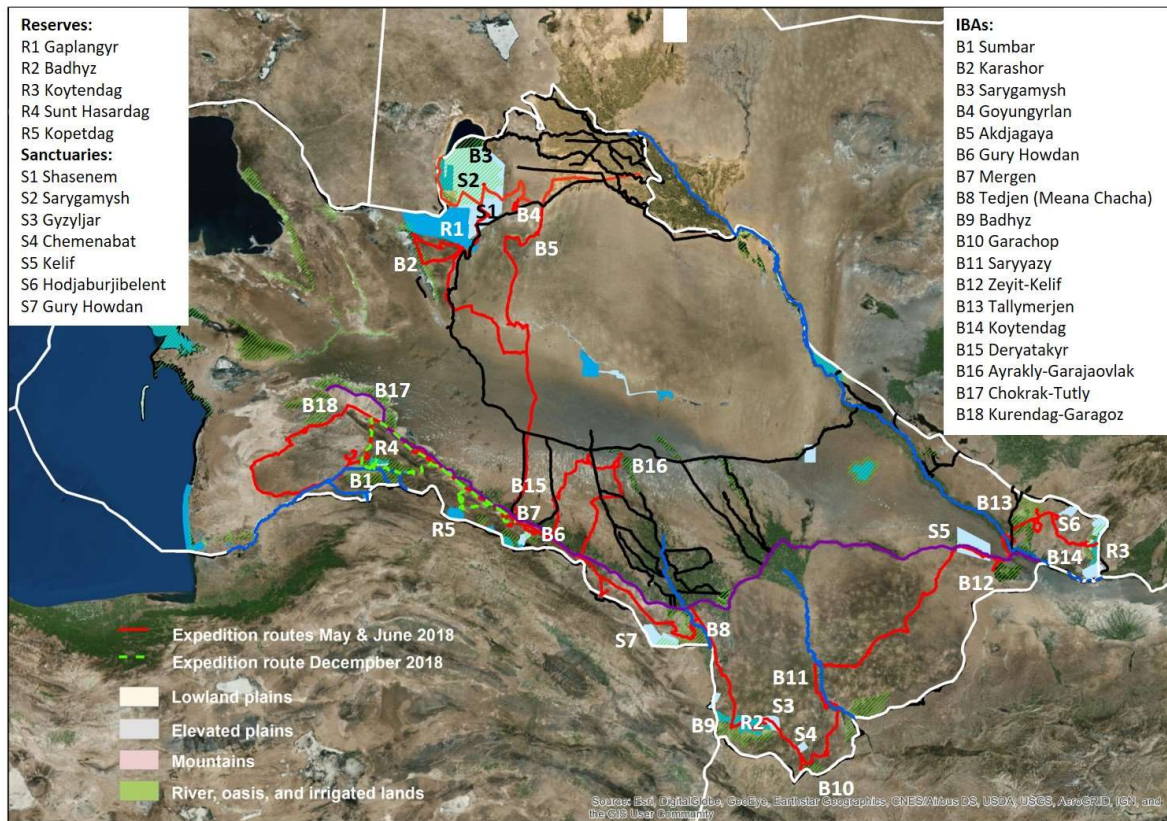 Reserves:
R1 Gaplangyr
R2 Badhyz
R3 Koytendag
R4 Sunt Hasardag
R5 Kopetdag
Sanctuaries:
S1 Shasenem
S2 Sarygamysh
S3 Gyzyljar
S4 Chemenabat
S5 Kelif
S6 Hodjaburjibelent
S7 Gury Howdan
IBAs:
B1 Sumbar
B2 Karashor
B3 Sarygamysh
B4 Goyungyrlan
B5 Akdjagaya
B6 Gury Howdan
B7 Mergen
B8 Tedjen (Meana Chacha)
B9 Badhyz
B10 Garachop
B11 Saryyazy
B12 Zeyit-Kelif
B13 Tallymerjen
B14 Koytendag
B15 Deryatakyr
B16 Ayrakly-Garajaovlak
B17 Chokrak-Tutly
B18 Kurendag-Garagoz
B3
S2
S1
B4
R1
B5
B2
B17
B18
R4
B16
B1
B15
B13
S6
B7
R5
B6
S5
B14
R3
B12
S7
B8
B11
S3
B9
R2
S4
B10
Expedition routes May & June 2018
Expedition route Decempber 2018
Lowland plains
Elevated plains
Mountains
River, oasis, and irrigated lands
Source: Esri, DigitalGlobe, GeoEye, Earthstar Geographics, CNES/Airbus DS, USDA, USGS, AeroGRID, IGN, and
the GIS User Community